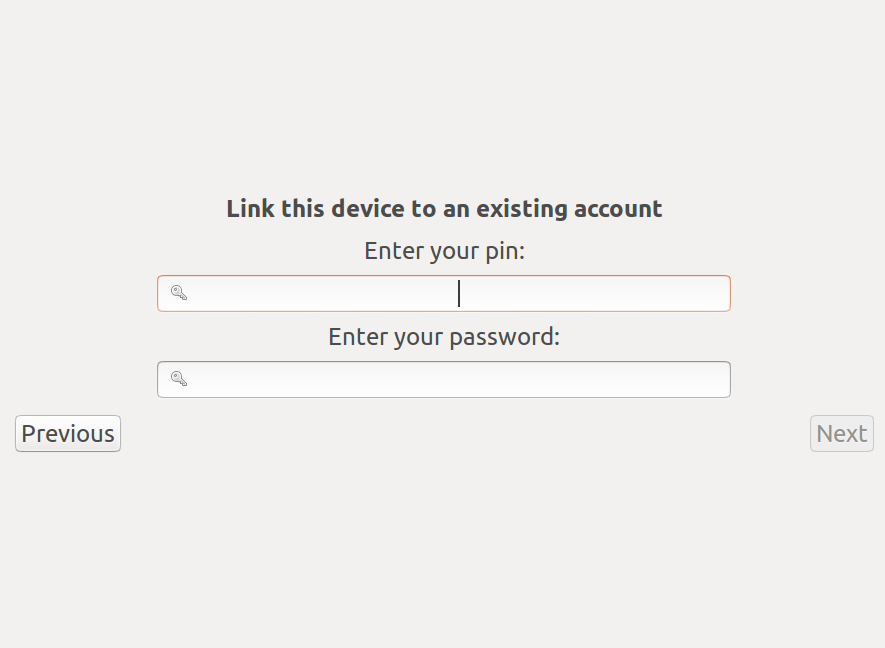 Link this device to an existing account
Enter your pin:
Enter your password:
Previous
Next